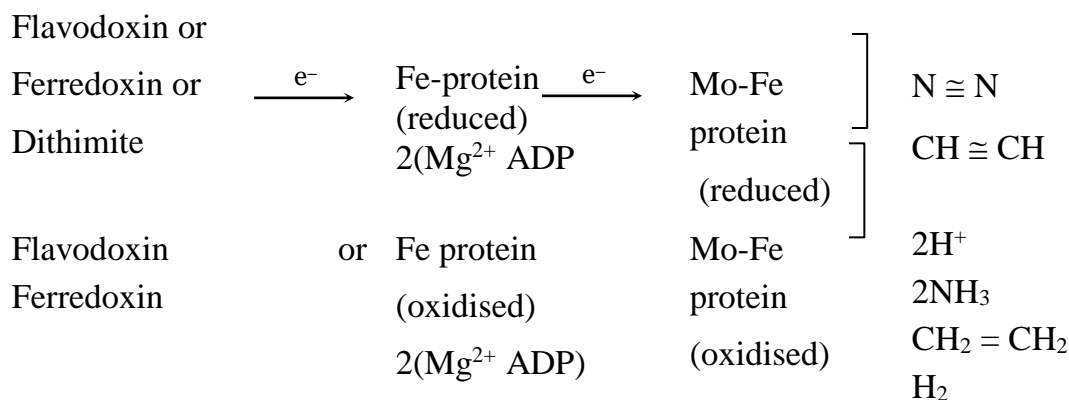 Flavodoxin or
Ferredoxin or
Dithimite
e⁻
Fe-protein
(reduced)
2(Mg²⁺ ADP
e⁻
Mo-Fe
protein
(reduced)
N ≅ N
CH ≅ CH
Flavodoxin or
Ferredoxin
Fe protein
(oxidised)
2(Mg²⁺ ADP)
Mo-Fe
protein
(oxidised)
2H⁺
2NH₃
CH₂ = CH₂
H₂